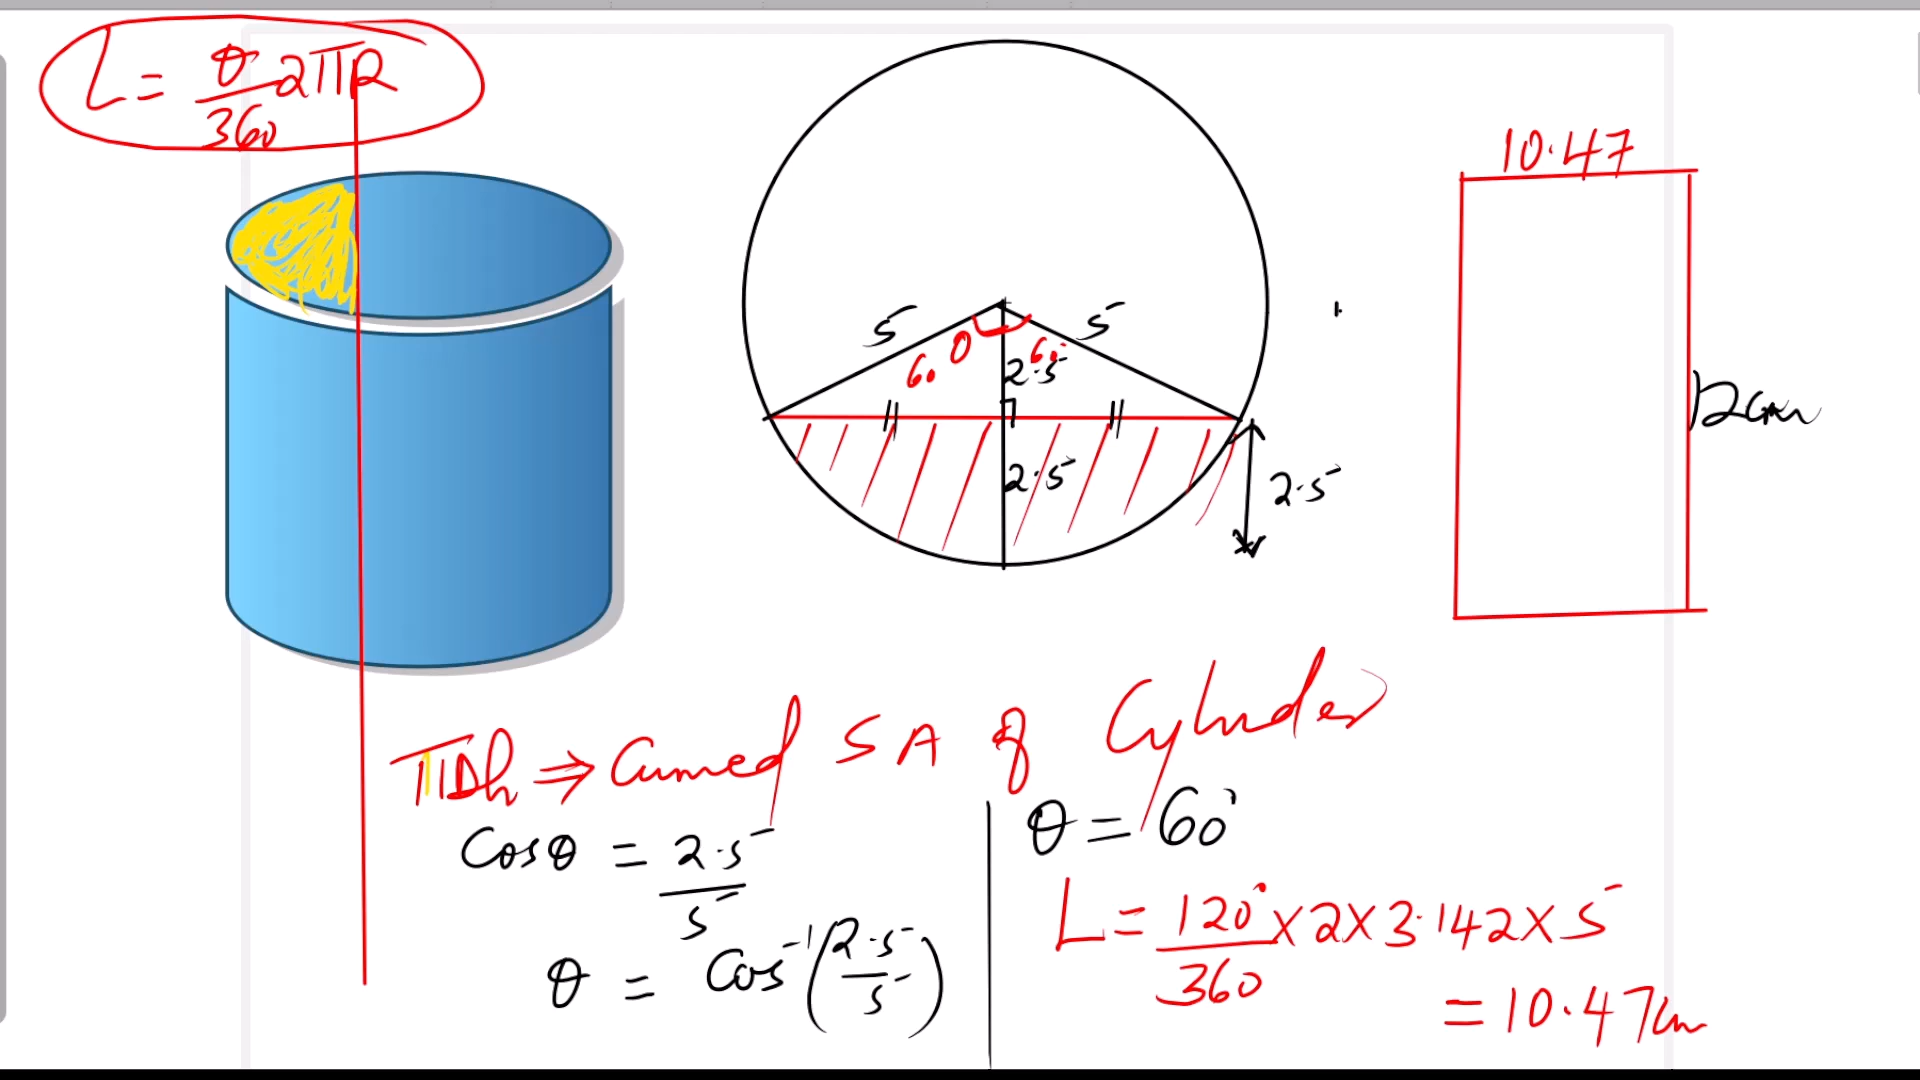 L = θ/360 2πR
10.47
5 5
θ
60 60
2.5
2.5
2.5
12cm
πDh ⇒ Curved SA of Cylinder
Cosθ = 2.5/5
θ = Cos⁻¹(2.5/5)
θ = 60°
L = 120°/360 × 2 × 3.142 × 5
= 10.47cm